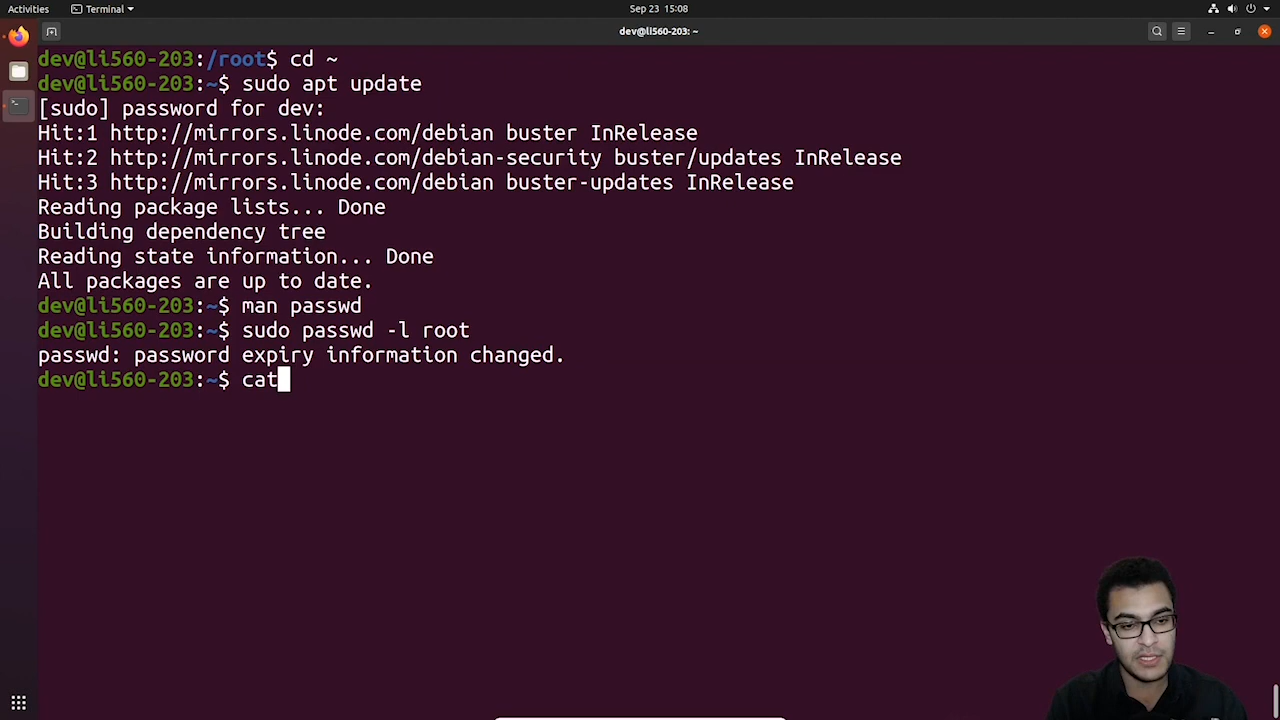 Activities
Terminal
Sep 23 15:08
dev@li560-203: ~
dev@li560-203:/root$ cd ~
dev@li560-203:~$ sudo apt update
[sudo] password for dev:
Hit:1 http://mirrors.linode.com/debian buster InRelease
Hit:2 http://mirrors.linode.com/debian-security buster/updates InRelease
Hit:3 http://mirrors.linode.com/debian buster-updates InRelease
Reading package lists... Done
Building dependency tree
Reading state information... Done
All packages are up to date.
dev@li560-203:~$ man passwd
dev@li560-203:~$ sudo passwd -l root
passwd: password expiry information changed.
dev@li560-203:~$ cat